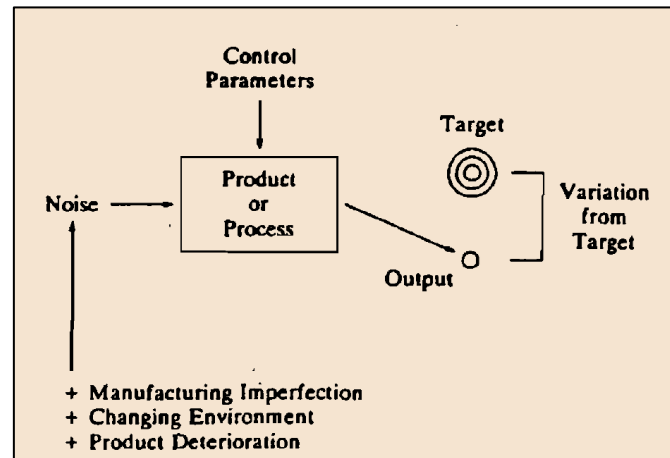 Control
Parameters
Target
Product
or
Process
Noise
Variation
from
Target
Output
+ Manufacturing Imperfection
+ Changing Environment
+ Product Deterioration